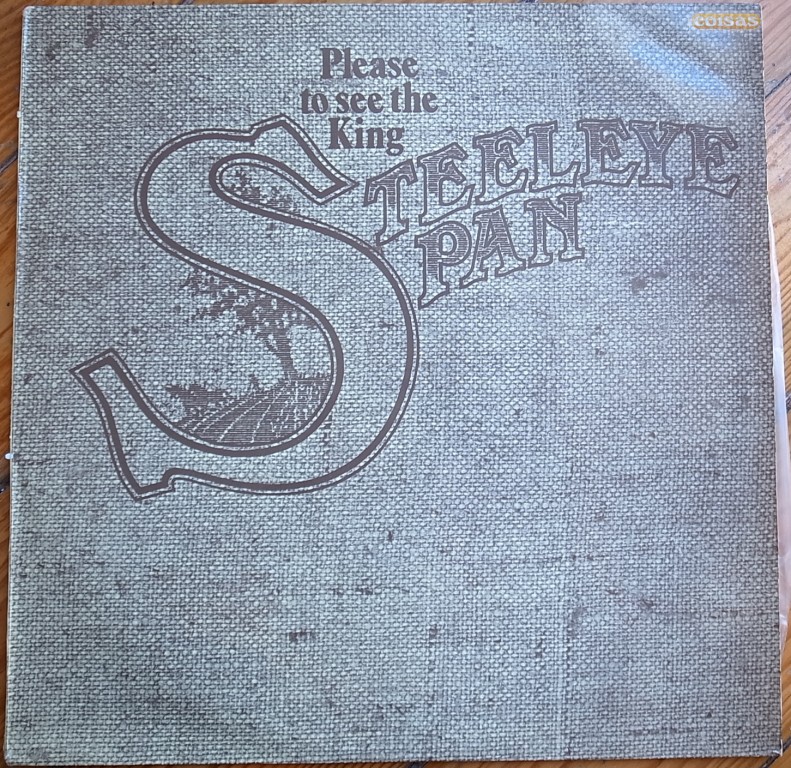 coisas
Please
to see the
King
STEELEYE
SPAN